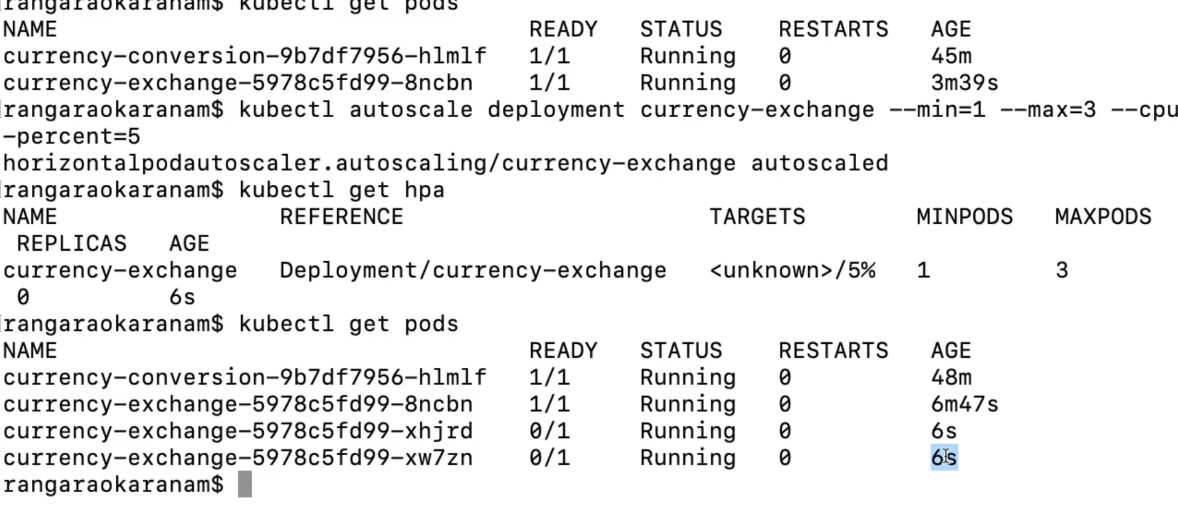 rangaraokaranam$ kubectl get pods
NAME READY STATUS RESTARTS AGE
currency-conversion-9b7df7956-hlmlf 1/1 Running 0 45m
currency-exchange-5978c5fd99-8ncbn 1/1 Running 0 3m39s
rangaraokaranam$ kubectl autoscale deployment currency-exchange --min=1 --max=3 --cpu
-percent=5
horizontalpodautoscaler.autoscaling/currency-exchange autoscaled
rangaraokaranam$ kubectl get hpa
NAME REFERENCE TARGETS MINPODS MAXPODS
REPLICAS AGE
currency-exchange Deployment/currency-exchange <unknown>/5% 1 3
0 6s
rangaraokaranam$ kubectl get pods
NAME READY STATUS RESTARTS AGE
currency-conversion-9b7df7956-hlmlf 1/1 Running 0 48m
currency-exchange-5978c5fd99-8ncbn 1/1 Running 0 6m47s
currency-exchange-5978c5fd99-xhjrd 0/1 Running 0 6s
currency-exchange-5978c5fd99-xw7zn 0/1 Running 0 6s
rangaraokaranam$